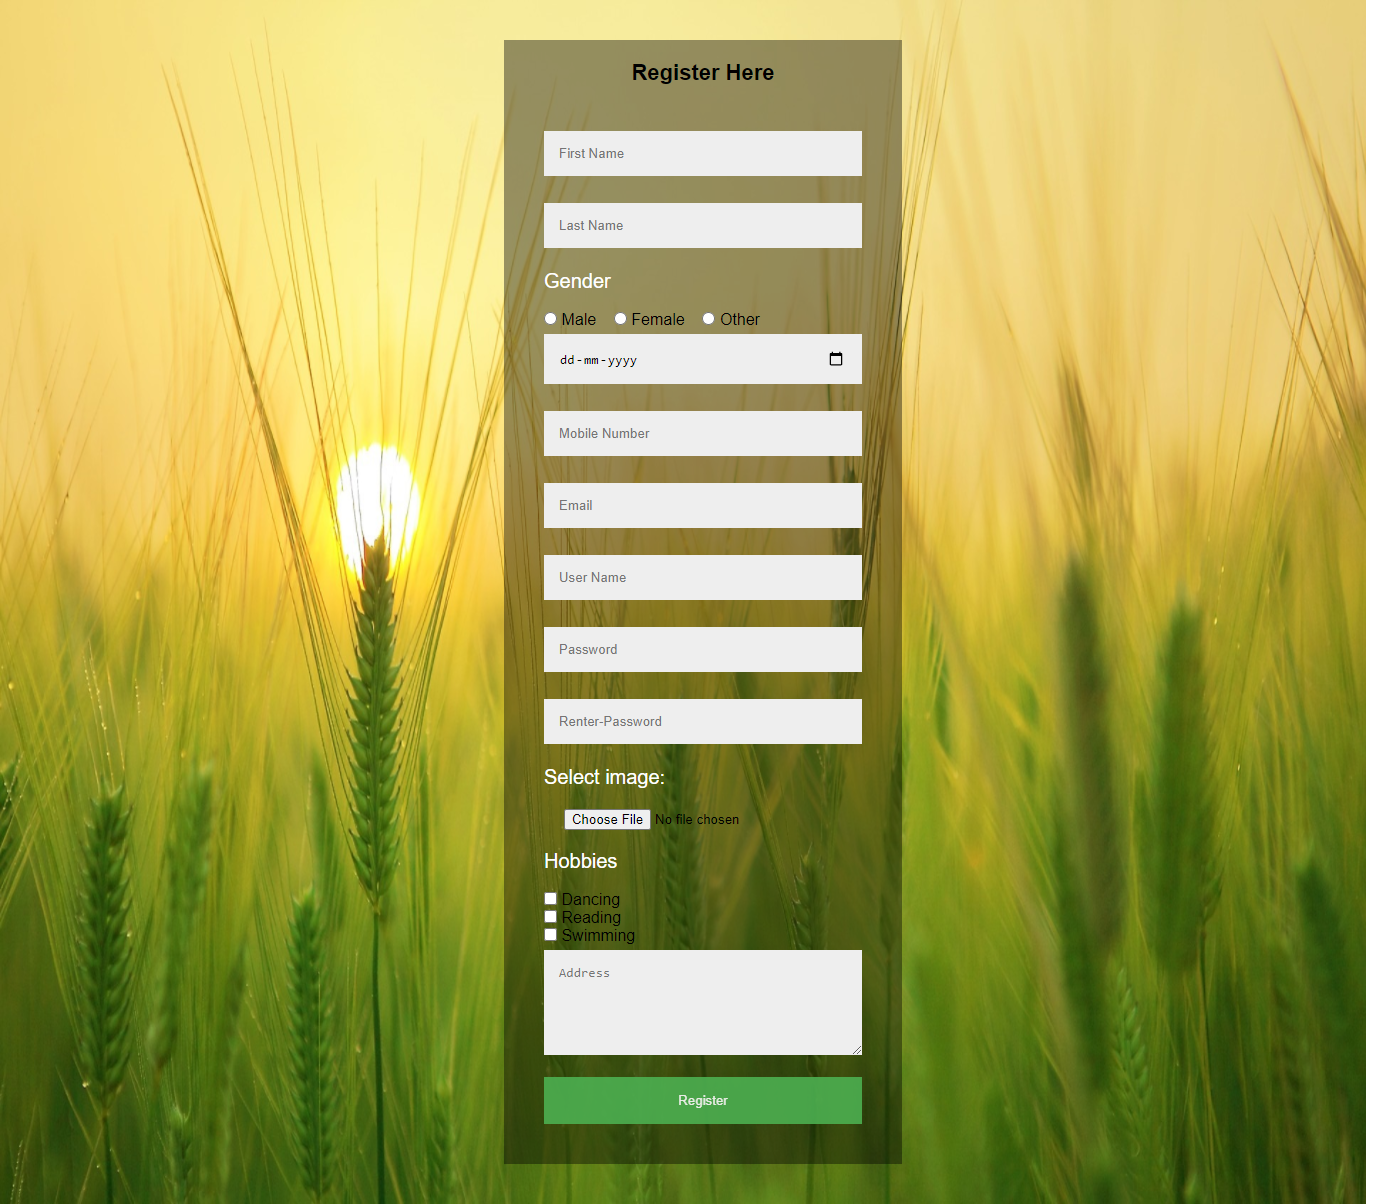 Register Here
First Name
Last Name
Gender
Male Female Other
dd-mm-yyyy
Mobile Number
Email
User Name
Password
Renter-Password
Select image:
Choose File No file chosen
Hobbies
Dancing
Reading
Swimming
Address
Register